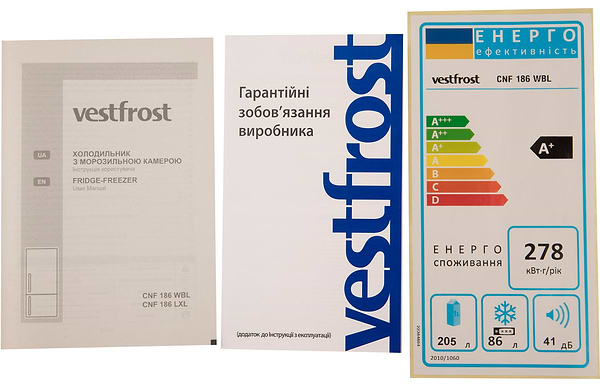 vestfrost
UA
ХОЛОДИЛЬНИК
З МОРОЗИЛЬНОЮ КАМЕРОЮ
Інструкція користувача
EN
FRIDGE-FREEZER
User Manual
CNF 186 WBL
CNF 186 LXL
Гарантійні
зобов'язання
виробника
vestfrost
(додаток до Інструкції з експлуатації)
ЕНЕРГО
ефективність
vestfrost CNF 186 WBL
A+++
A++
A+
A
B
C
D
A+
ЕНЕРГО
споживання
278
кВт·г/рік
205 л
86 л
41 дБ
2010/1060